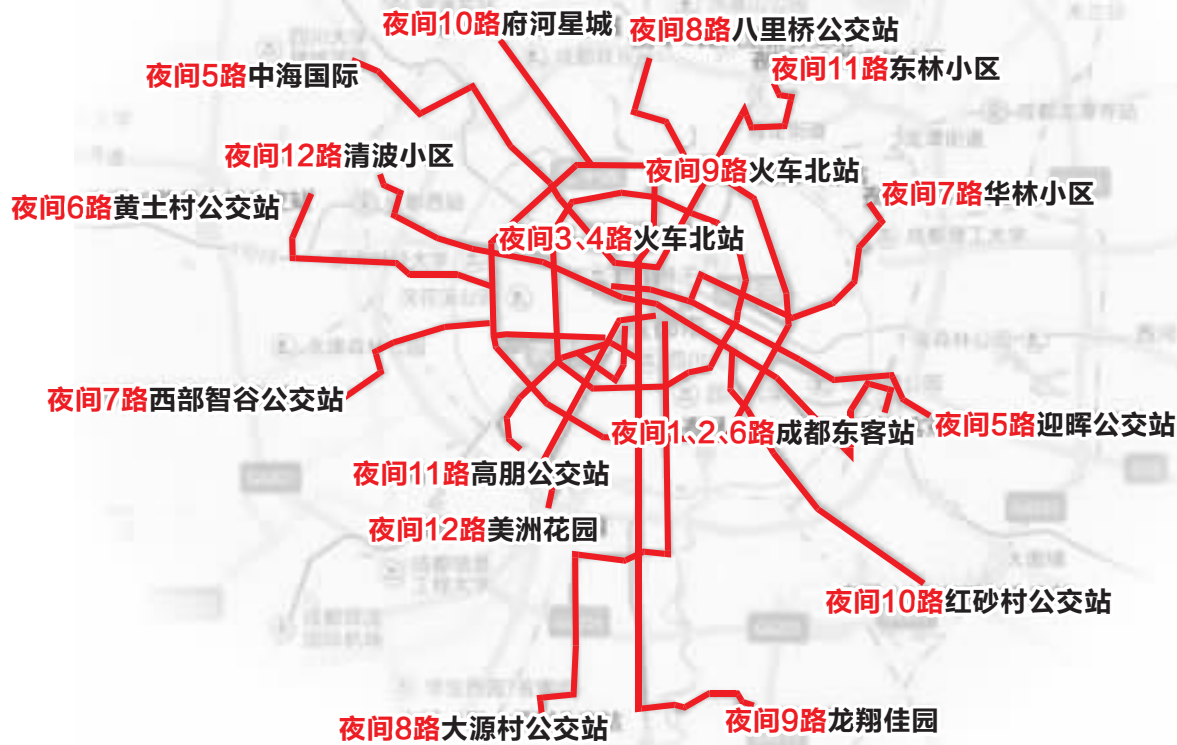 夜间10路府河星城
夜间8路八里桥公交站
夜间5路中海国际
夜间11路东林小区
夜间12路清波小区
夜间9路火车北站
夜间6路黄土村公交站
夜间7路华林小区
夜间3、4路火车北站
夜间7路西部智谷公交站
夜间1、2、6路成都东客站
夜间5路迎晖公交站
夜间11路高朋公交站
夜间12路美洲花园
夜间10路红砂村公交站
夜间8路大源村公交站
夜间9路龙翔佳园